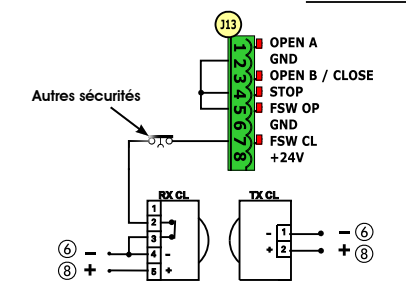 J13
1 OPEN A
2 GND
3 OPEN B / CLOSE
4 STOP
5 FSW OP
6 GND
7 FSW CL
8 +24V
Autres sécurités
RX CL
1
2
3
4 -
5 +
6 -
8 +
TX CL
- 1 - 6
+ 2 + 8